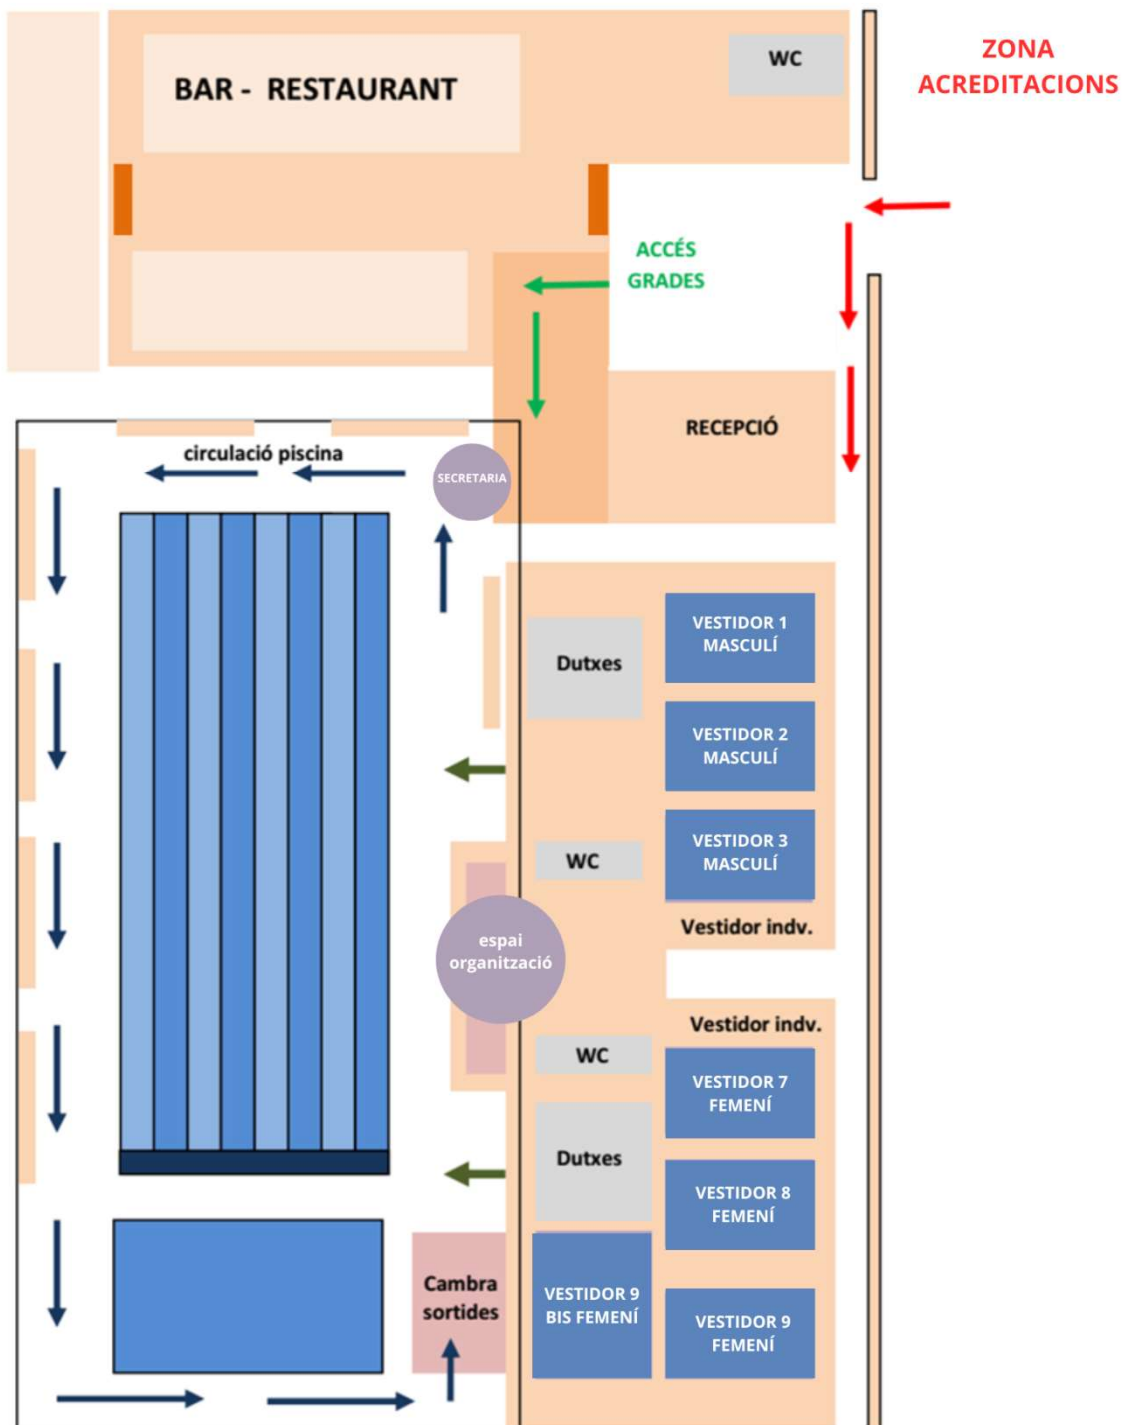 ZONA
ACREDITACIONS
WC
BAR - RESTAURANT
ACCÉS
GRADES
RECEPCIÓ
circulació piscina
SECRETARIA
VESTIDOR 1
MASCULÍ
Dutxes
VESTIDOR 2
MASCULÍ
VESTIDOR 3
MASCULÍ
WC
Vestidor indv.
espai
organització
Vestidor indv.
WC
VESTIDOR 7
FEMENÍ
Dutxes
VESTIDOR 8
FEMENÍ
Cambra
sortides
VESTIDOR 9
BIS FEMENÍ
VESTIDOR 9
FEMENÍ